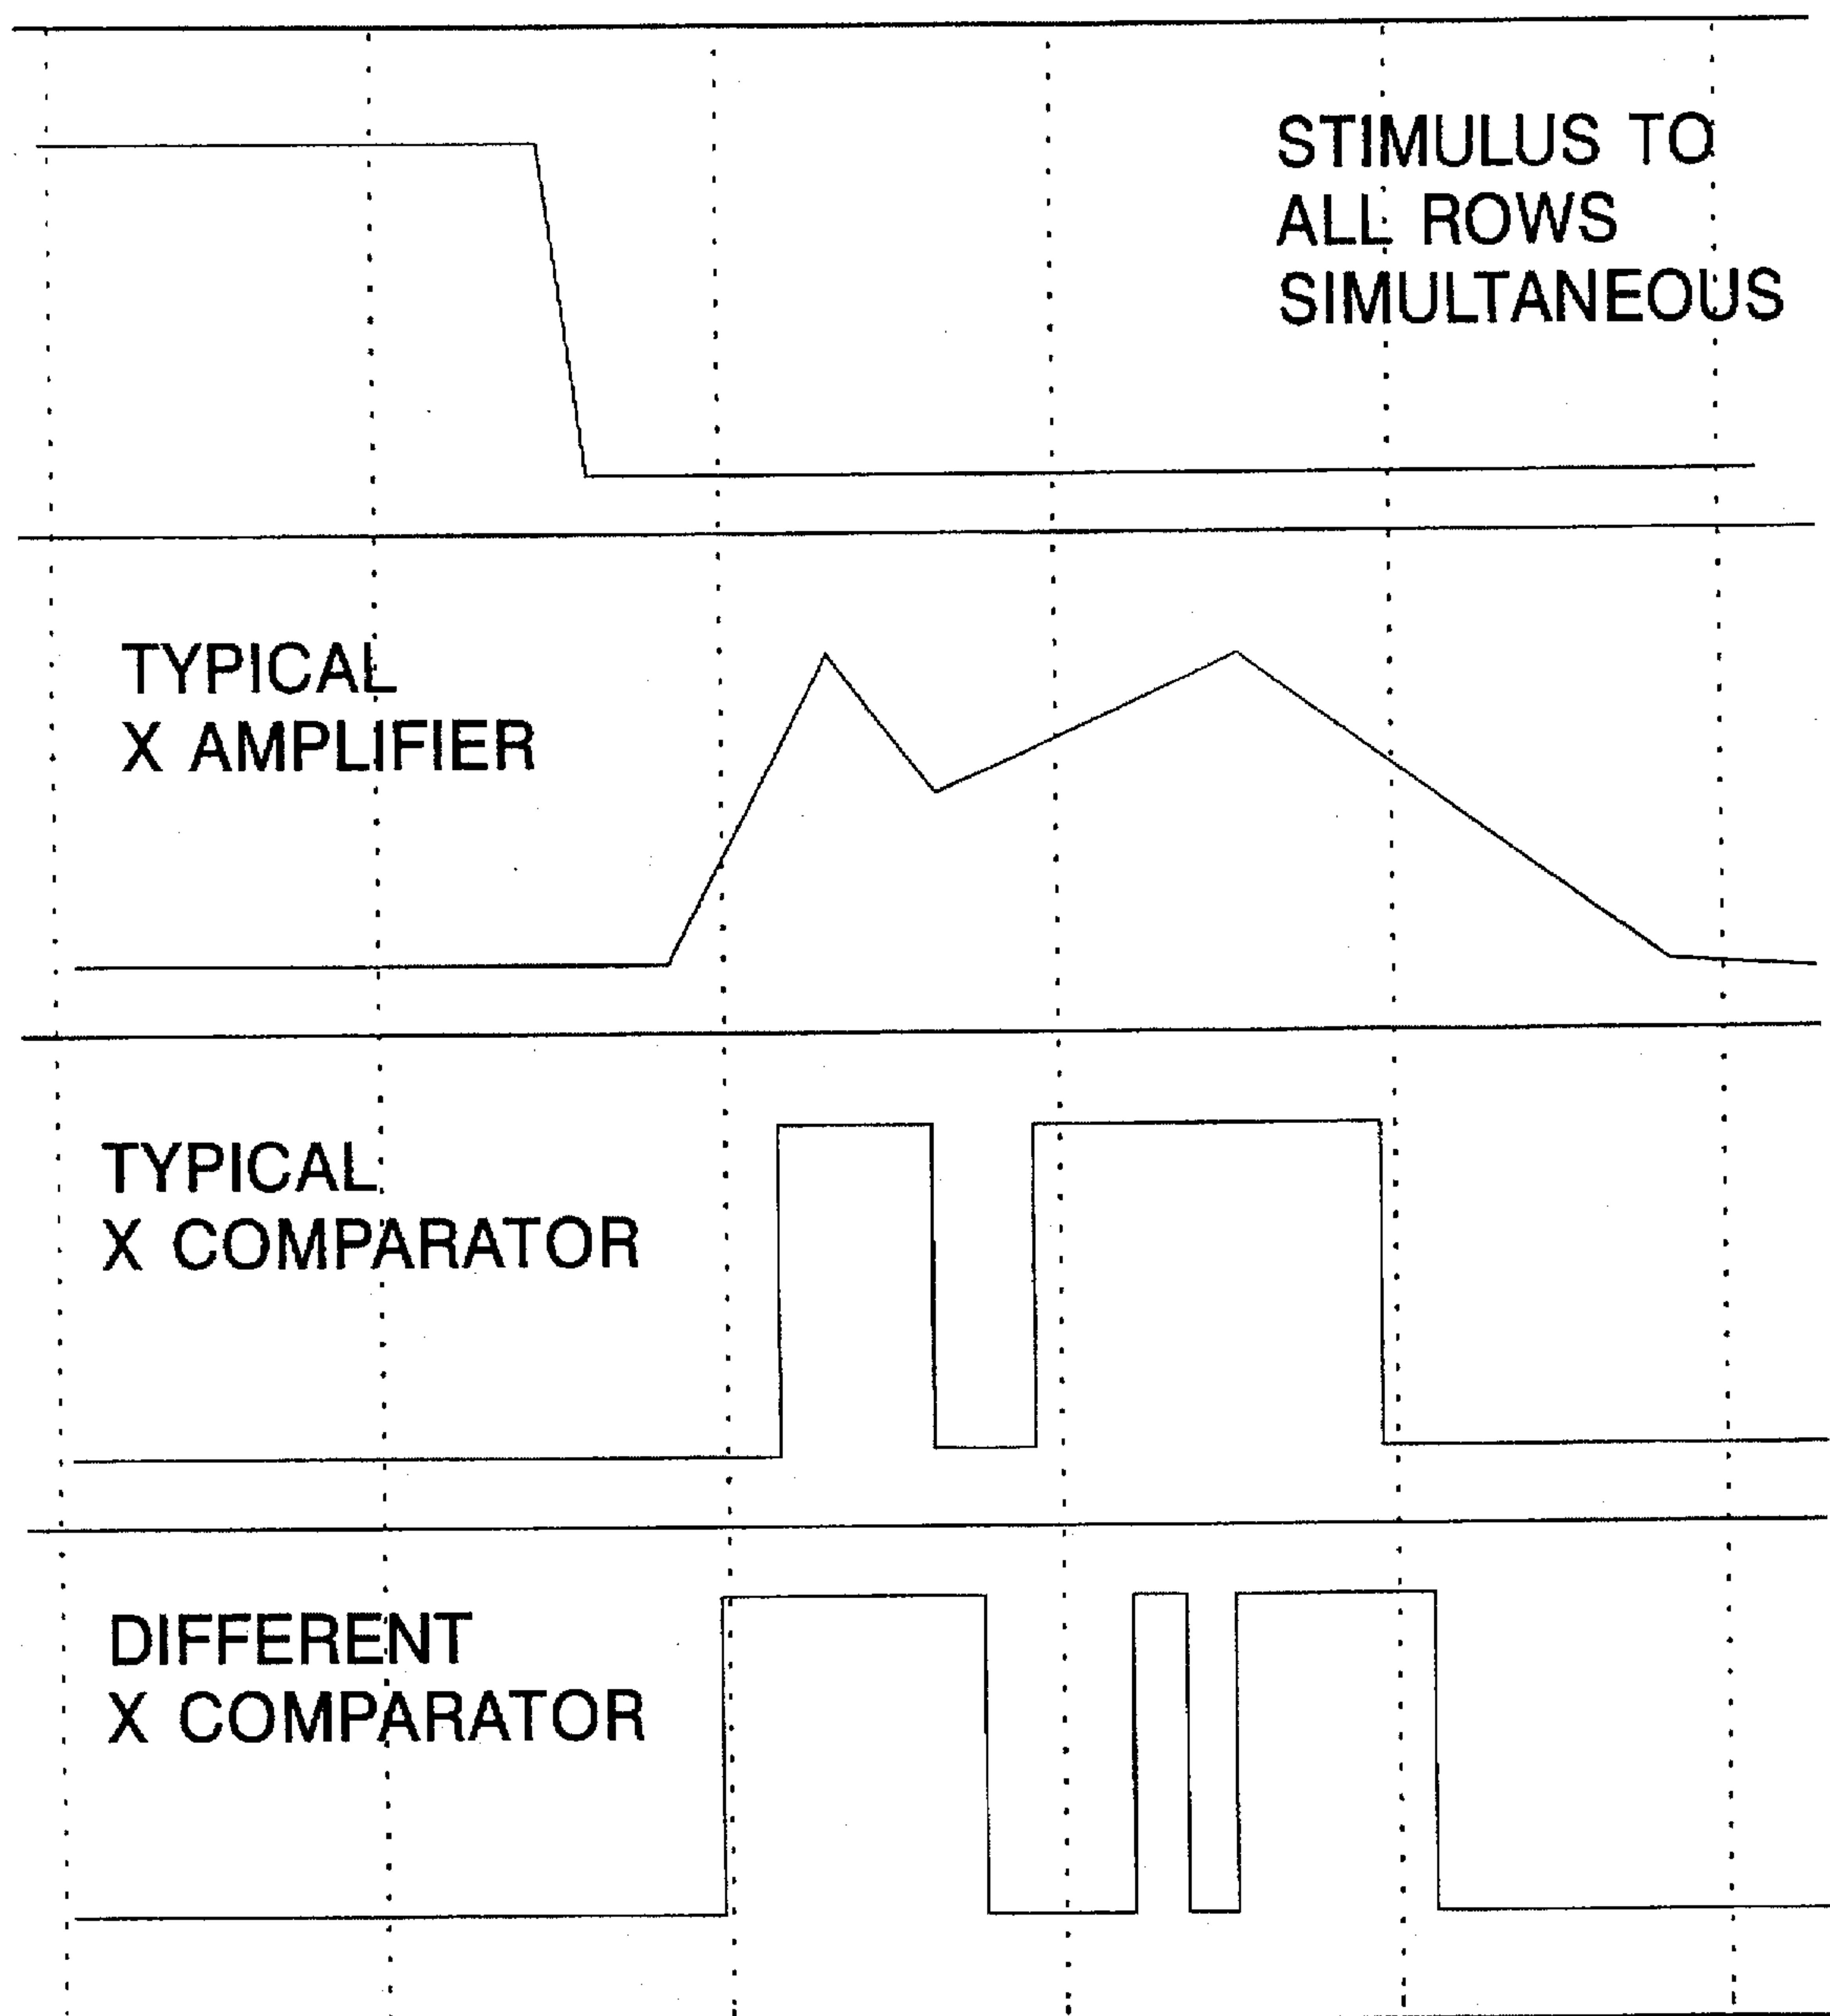 STIMULUS TO
ALL ROWS
SIMULTANEOUS
TYPICAL
X AMPLIFIER
TYPICAL
X COMPARATOR
DIFFERENT
X COMPARATOR